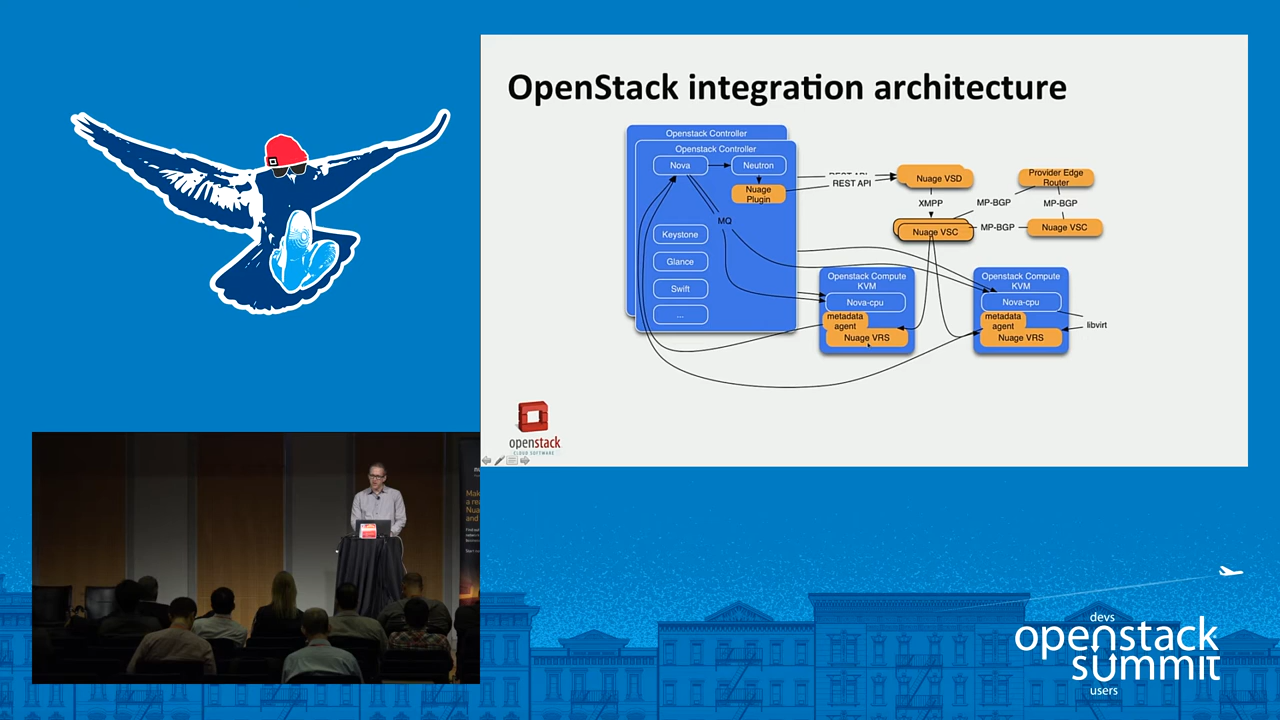 OpenStack integration architecture
Openstack Controller
Openstack Controller
Nova
Neutron
Nuage
Plugin
MQ
Keystone
Glance
Swift
...
REST API
Nuage VSD
Provider Edge
Router
XMPP
MP-BGP
MP-BGP
Nuage VSC
MP-BGP
Nuage VSC
Openstack Compute
KVM
Nova-cpu
metadata
agent
Nuage VRS
Openstack Compute
KVM
Nova-cpu
metadata
agent
Nuage VRS
libvirt
openstack
CLOUD SOFTWARE
devs
openstack
summit
users